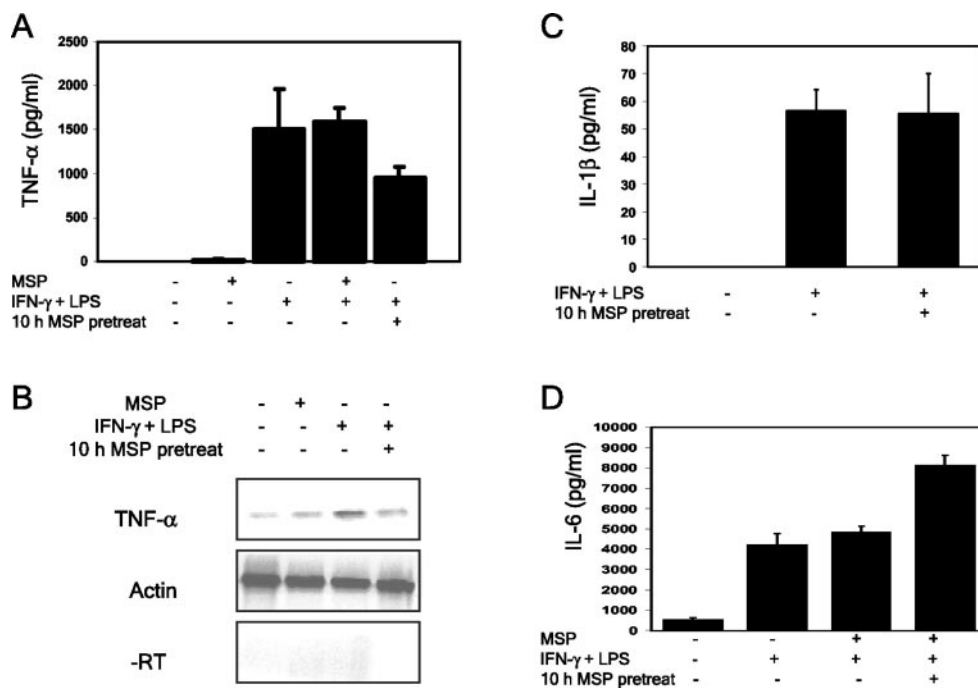 A
TNF-α (pg/ml)
2500
2000
1500
1000
500
0
MSP - + - + -
IFN-γ + LPS - - + + +
10 h MSP pretreat - - - - +
B
MSP - + - -
IFN-γ + LPS - - + +
10 h MSP pretreat - - - +
TNF-α
Actin
-RT
C
IL-1β (pg/ml)
80
70
60
50
40
30
20
10
0
IFN-γ + LPS - + +
10 h MSP pretreat - - +
D
IL-6 (pg/ml)
10000
9000
8000
7000
6000
5000
4000
3000
2000
1000
0
MSP - - + +
IFN-γ + LPS - + + +
10 h MSP pretreat - - - +